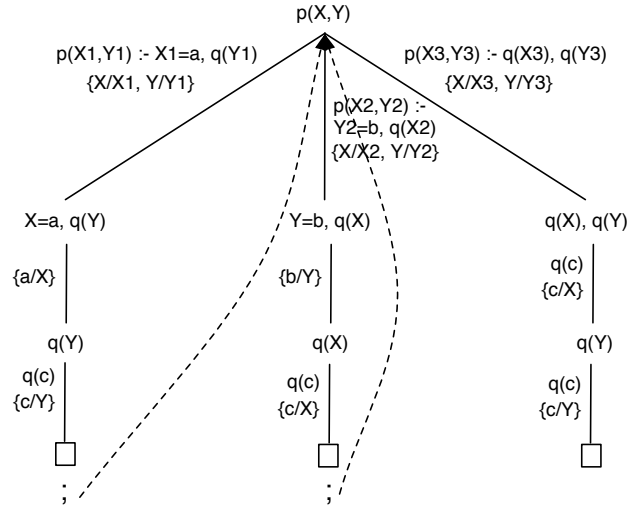 p(X,Y)
p(X1,Y1) :- X1=a, q(Y1)
{X/X1, Y/Y1}
p(X2,Y2) :-
Y2=b, q(X2)
{X/X2, Y/Y2}
p(X3,Y3) :- q(X3), q(Y3)
{X/X3, Y/Y3}
X=a, q(Y)
Y=b, q(X)
q(X), q(Y)
{a/X}
{b/Y}
q(c)
{c/X}
q(Y)
q(X)
q(Y)
q(c)
{c/Y}
q(c)
{c/X}
q(c)
{c/Y}
;
;